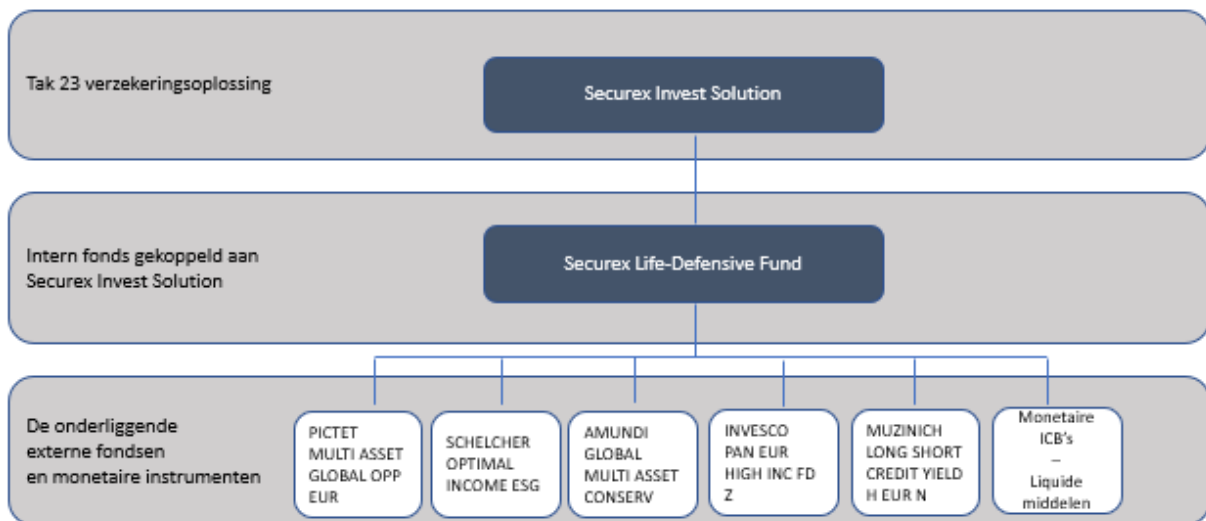 Tak 23 verzekeringsoplossing
Securex Invest Solution
Intern fonds gekoppeld aan
Securex Invest Solution
Securex Life-Defensive Fund
De onderliggende
externe fondsen
en monetaire instrumenten
PICTET
MULTI ASSET
GLOBAL OPP
EUR
SCHELCHER
OPTIMAL
INCOME ESG
AMUNDI
GLOBAL
MULTI ASSET
CONSERV
INVESCO
PAN EUR
HIGH INC FD
Z
MUZINICH
LONG SHORT
CREDIT YIELD
H EUR N
Monetaire
ICB's
–
Liquide
middelen